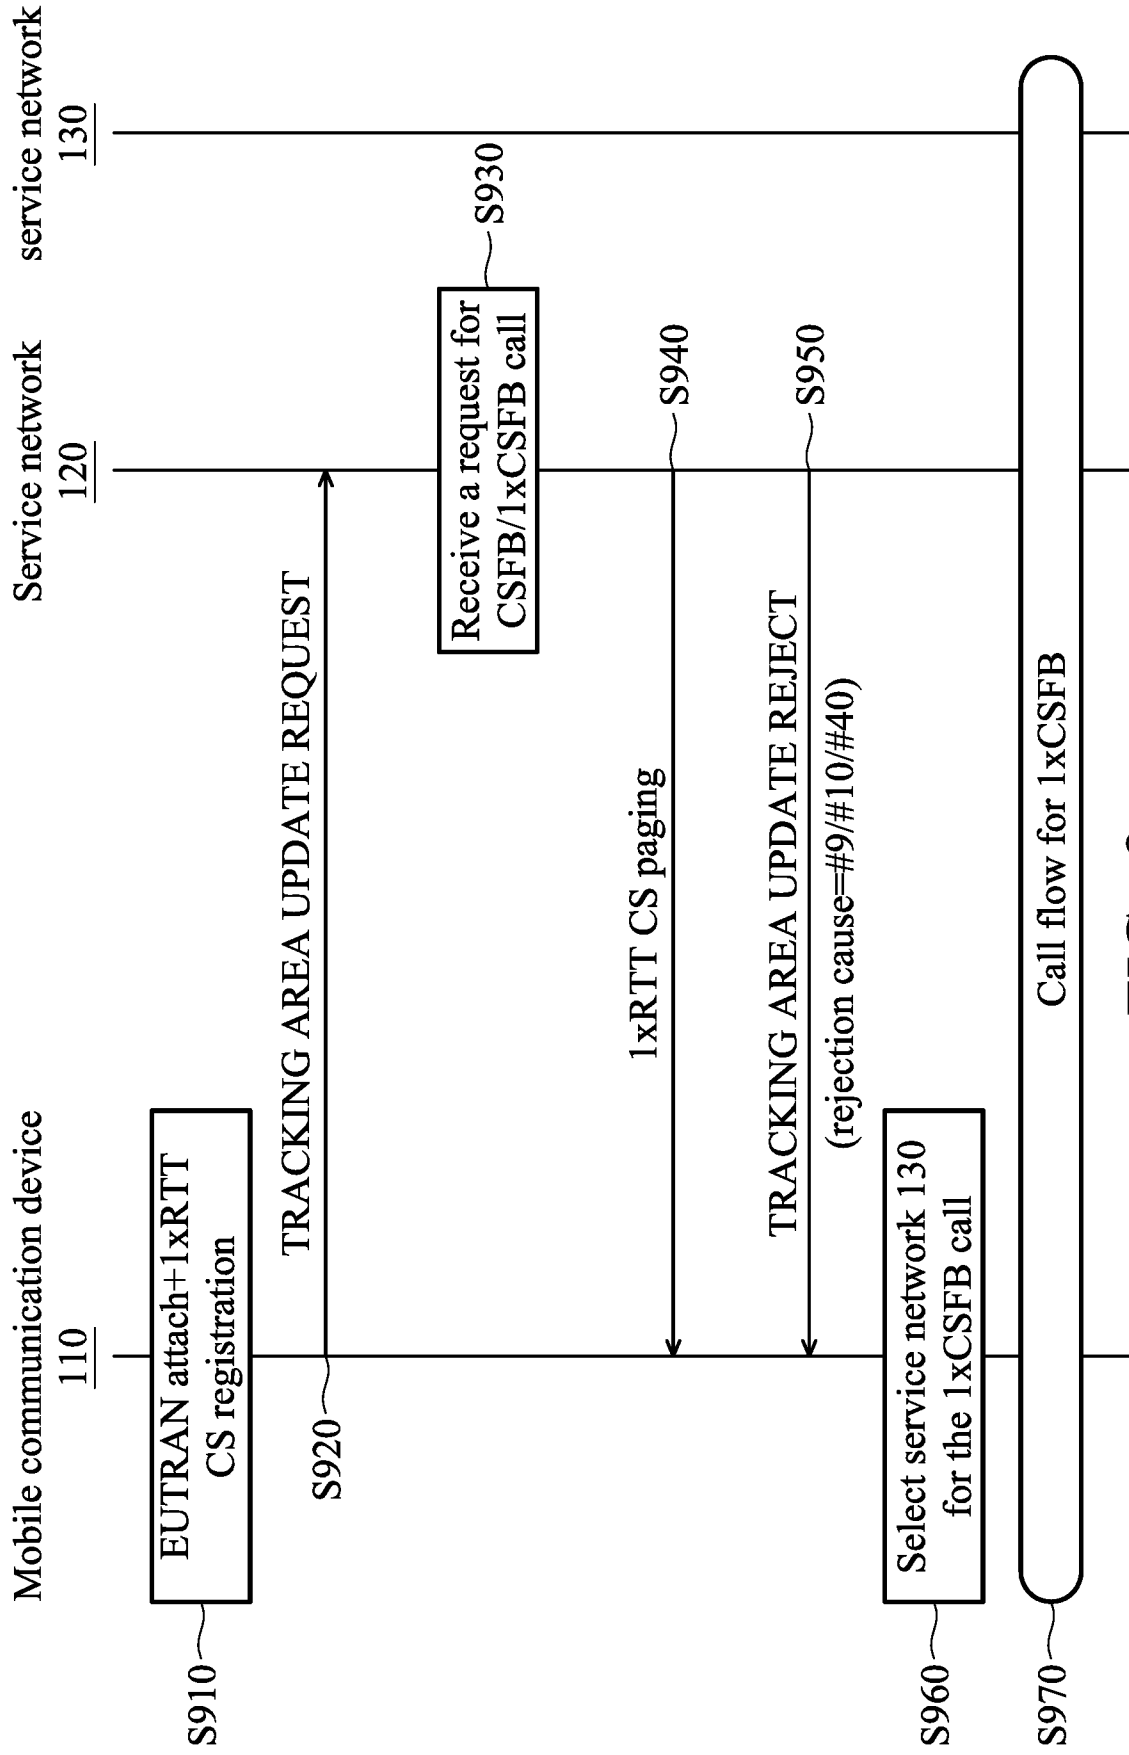 Mobile communication device
110
Service network
120
service network
130
S910
EUTRAN attach+1xRTT
CS registration
TRACKING AREA UPDATE REQUEST
S920
Receive a request for
CSFB/1xCSFB call
S930
1xRTT CS paging
S940
TRACKING AREA UPDATE REJECT
S950
(rejection cause=#9/#10/#40)
S960
Select service network 130
for the 1xCSFB call
S970
Call flow for 1xCSFB